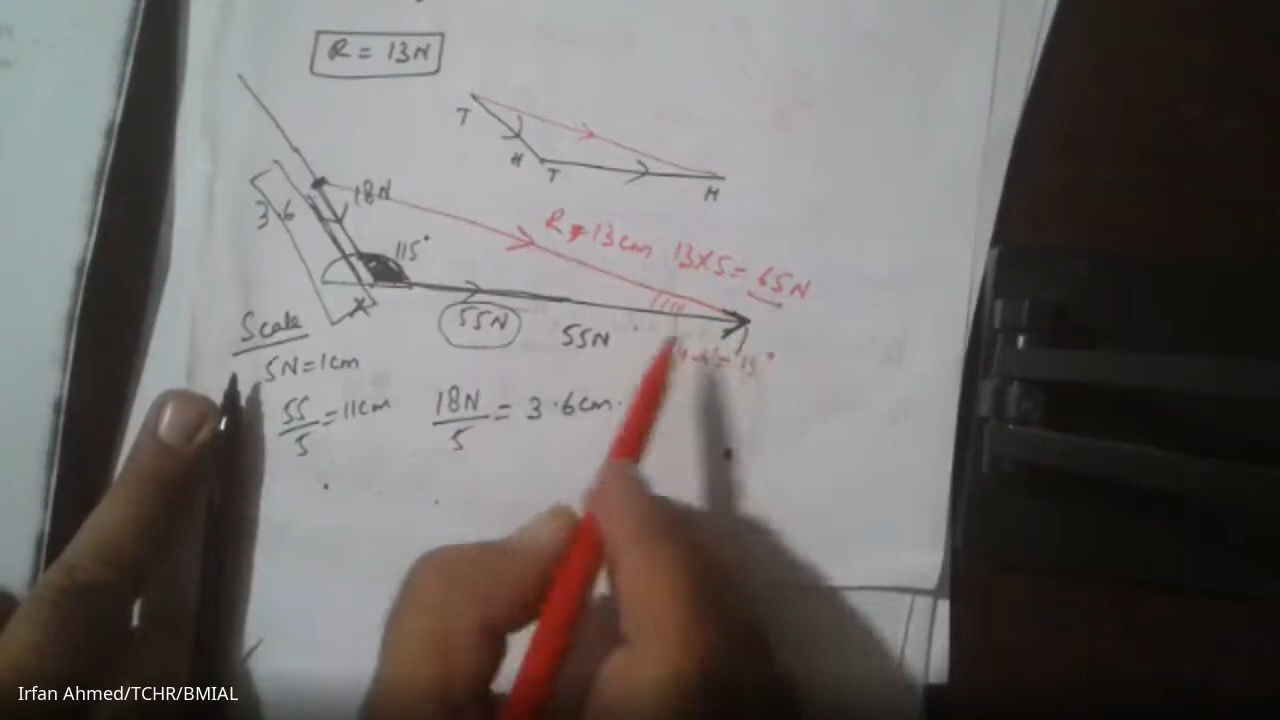 R = 13N
T
H
T
H
3.6
18N
115°
R = 13cm 13×5 = 65N
55N
55N
Scale
5N = 1cm
55/5 = 11cm
18N/5 = 3.6cm.
Irfan Ahmed/TCHR/BMIAL